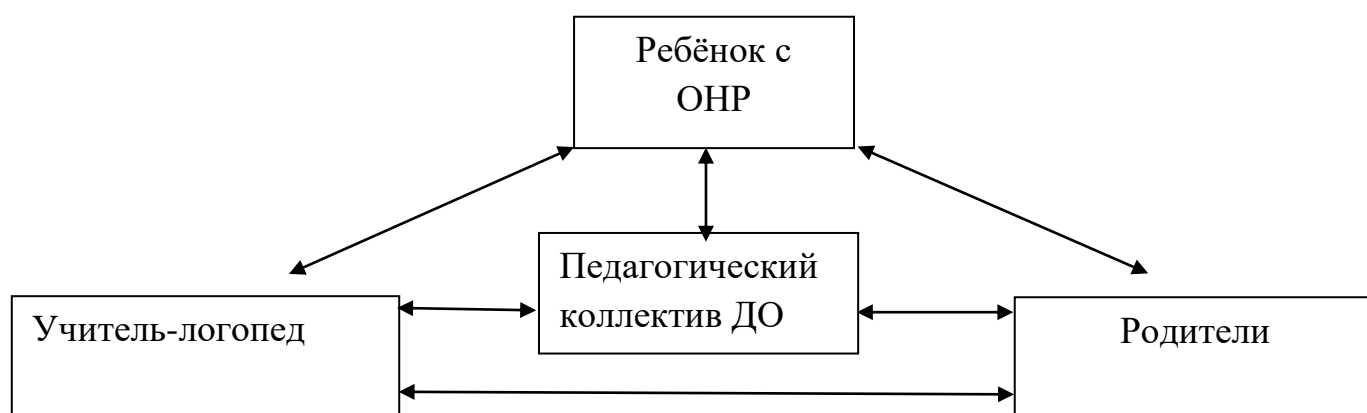 Ребёнок с
ОНР
Педагогический
коллектив ДО
Учитель-логопед
Родители